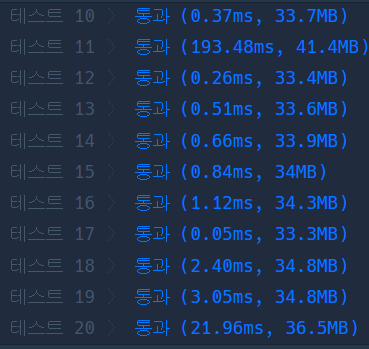 테스트 10 〉 통과 (0.37ms, 33.7MB)
테스트 11 〉 통과 (193.48ms, 41.4MB)
테스트 12 〉 통과 (0.26ms, 33.4MB)
테스트 13 〉 통과 (0.51ms, 33.6MB)
테스트 14 〉 통과 (0.66ms, 33.9MB)
테스트 15 〉 통과 (0.84ms, 34MB)
테스트 16 〉 통과 (1.12ms, 34.3MB)
테스트 17 〉 통과 (0.05ms, 33.3MB)
테스트 18 〉 통과 (2.40ms, 34.8MB)
테스트 19 〉 통과 (3.05ms, 34.8MB)
테스트 20 〉 통과 (21.96ms, 36.5MB)